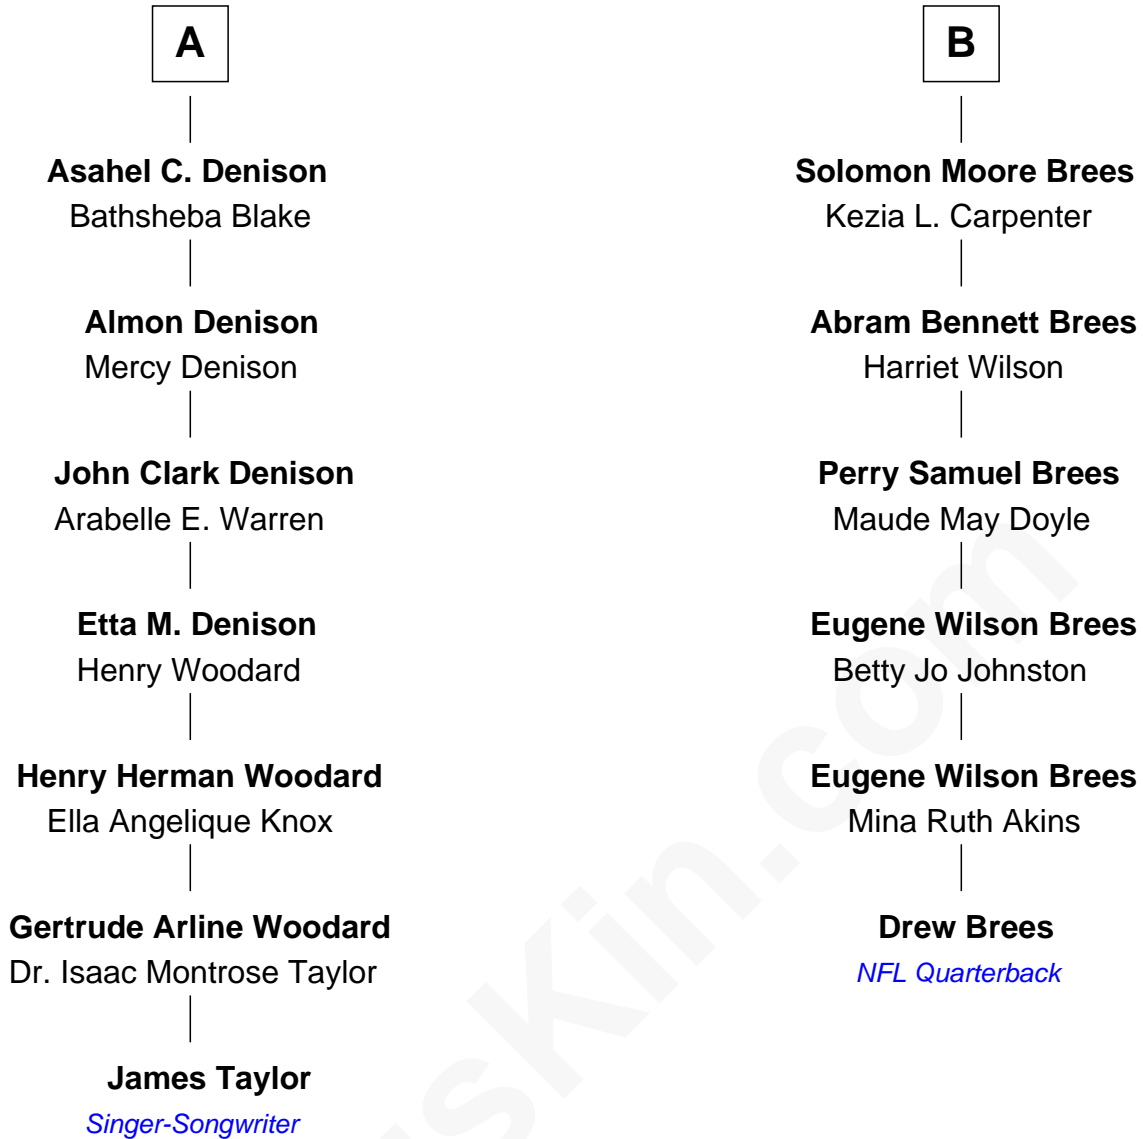 A
Asahel C. Denison
Bathsheba Blake
Almon Denison
Mercy Denison
John Clark Denison
Arabelle E. Warren
Etta M. Denison
Henry Woodard
Henry Herman Woodard
Ella Angelique Knox
Gertrude Arline Woodard
Dr. Isaac Montrose Taylor
James Taylor
Singer-Songwriter
B
Solomon Moore Brees
Kezia L. Carpenter
Abram Bennett Brees
Harriet Wilson
Perry Samuel Brees
Maude May Doyle
Eugene Wilson Brees
Betty Jo Johnston
Eugene Wilson Brees
Mina Ruth Akins
Drew Brees
NFL Quarterback